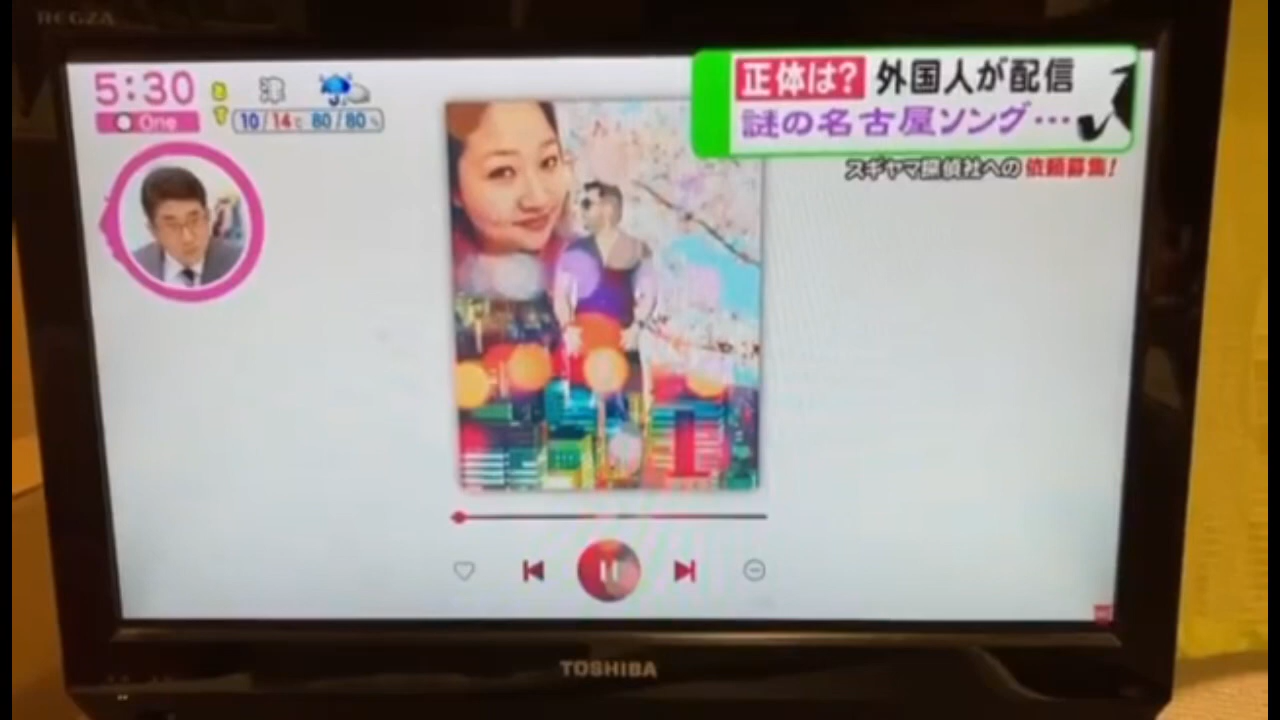 REGZA
5:30
One
津
10/14℃ 80/80%
正体は? 外国人が配信
謎の名古屋ソング…
スギヤマ探偵社への依頼募集!
TOSHIBA